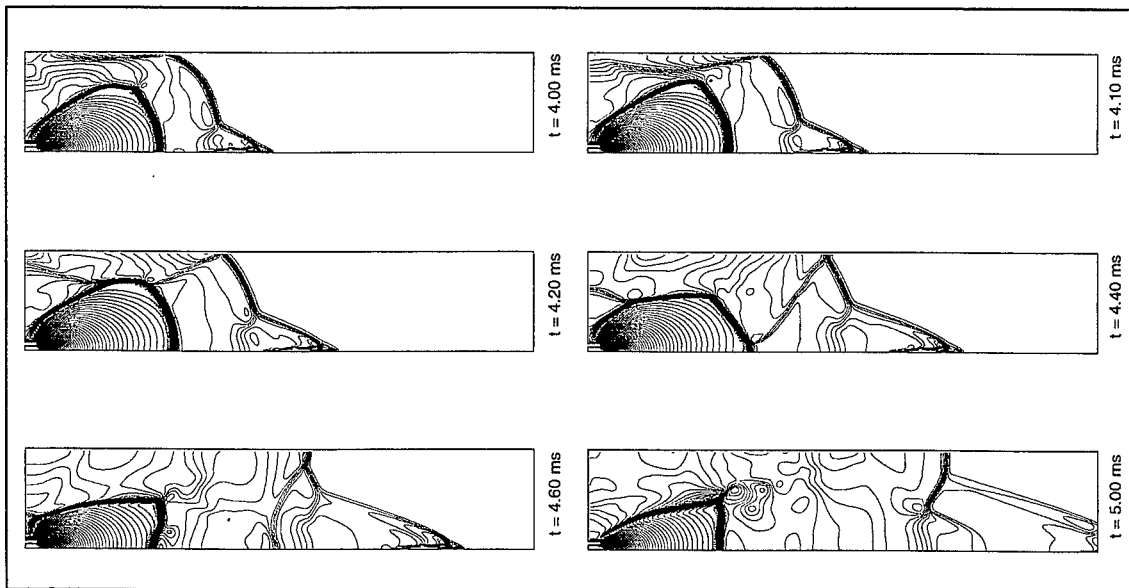 t = 4.00 ms
t = 4.10 ms
t = 4.20 ms
t = 4.40 ms
t = 4.60 ms
t = 5.00 ms